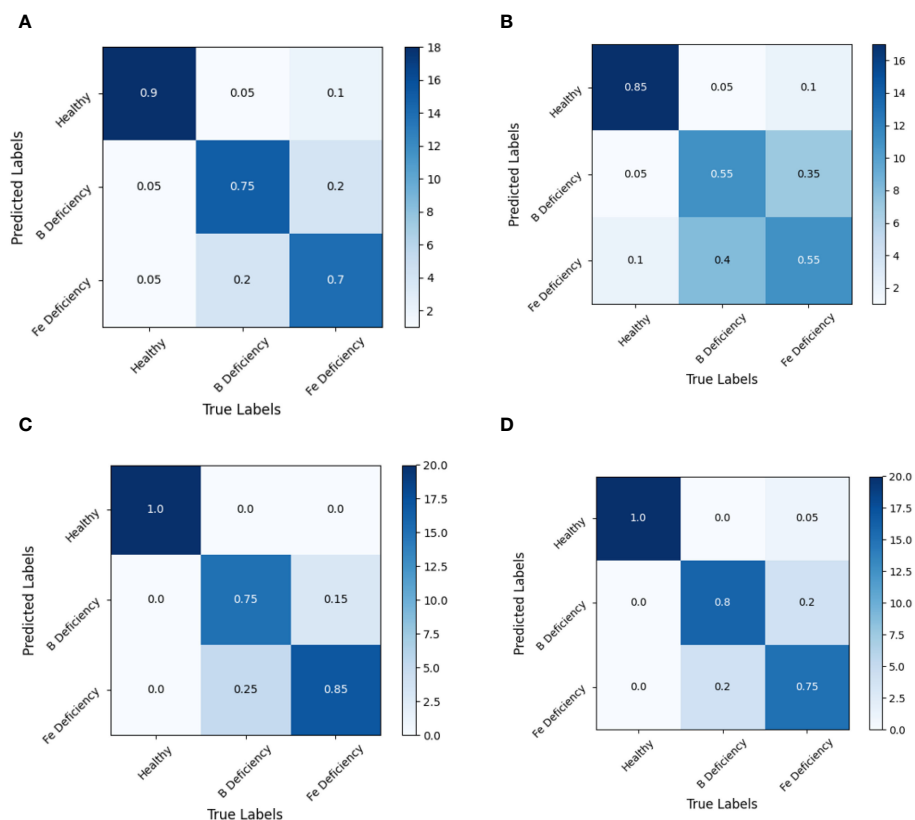 A
Predicted Labels
Healthy
0.9 0.05 0.1
B Deficiency
0.05 0.75 0.2
Fe Deficiency
0.05 0.2 0.7
Healthy B Deficiency Fe Deficiency
True Labels
18
16
14
12
10
8
6
4
2
B
Predicted Labels
Healthy
0.85 0.05 0.1
B Deficiency
0.05 0.55 0.35
Fe Deficiency
0.1 0.4 0.55
Healthy B Deficiency Fe Deficiency
True Labels
16
14
12
10
8
6
4
2
C
Predicted Labels
Healthy
1.0 0.0 0.0
B Deficiency
0.0 0.75 0.15
Fe Deficiency
0.0 0.25 0.85
Healthy B Deficiency Fe Deficiency
True Labels
20.0
17.5
15.0
12.5
10.0
7.5
5.0
2.5
0.0
D
Predicted Labels
Healthy
1.0 0.0 0.05
B Deficiency
0.0 0.8 0.2
Fe Deficiency
0.0 0.2 0.75
Healthy B Deficiency Fe Deficiency
True Labels
20.0
17.5
15.0
12.5
10.0
7.5
5.0
2.5
0.0